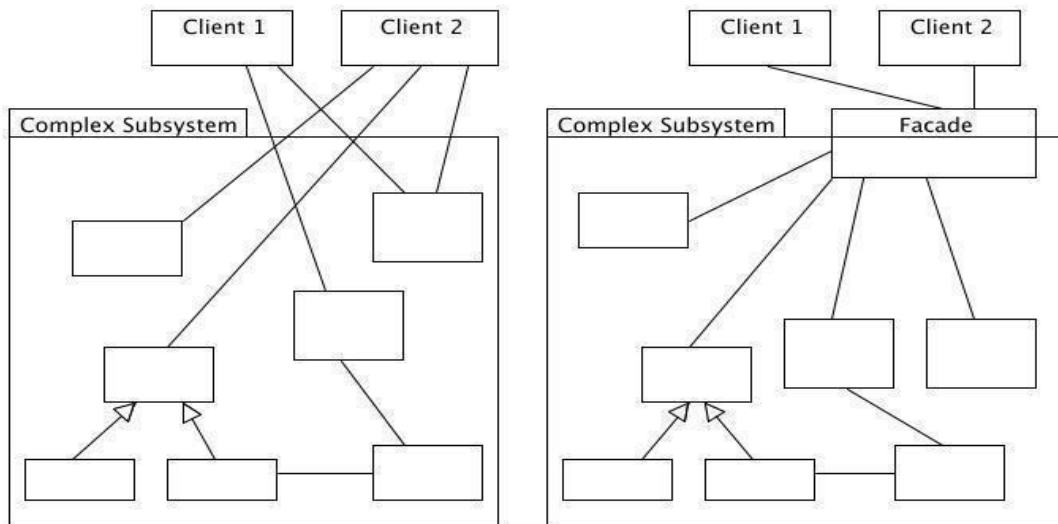 Client 1
Client 2
Complex Subsystem
Client 1
Client 2
Complex Subsystem
Facade